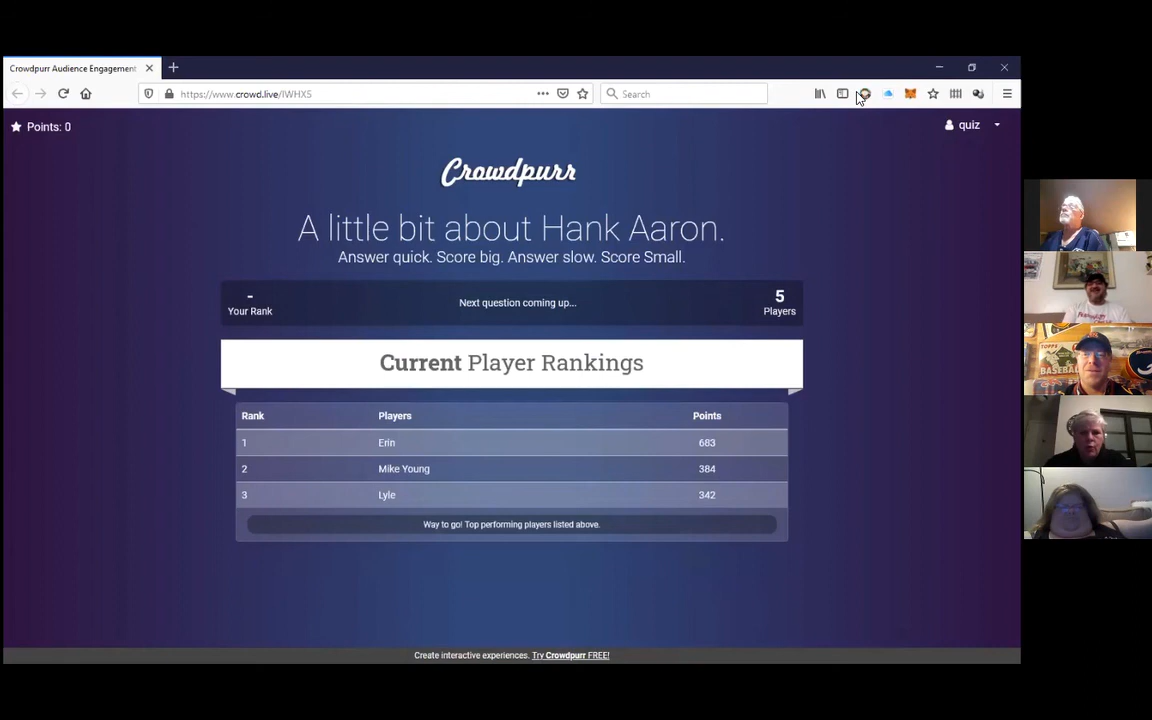 Crowdpurr Audience Engagement
https://www.crowd.live/IWHX5
Search
Points: 0
quiz
Crowdpurr
A little bit about Hank Aaron.
Answer quick. Score big. Answer slow. Score Small.
-
Your Rank
Next question coming up...
5
Players
Current Player Rankings
Rank Players Points
1 Erin 683
2 Mike Young 384
3 Lyle 342
Way to go! Top performing players listed above.
Create interactive experiences. Try Crowdpurr FREE!
TOPPS
BASEBALL